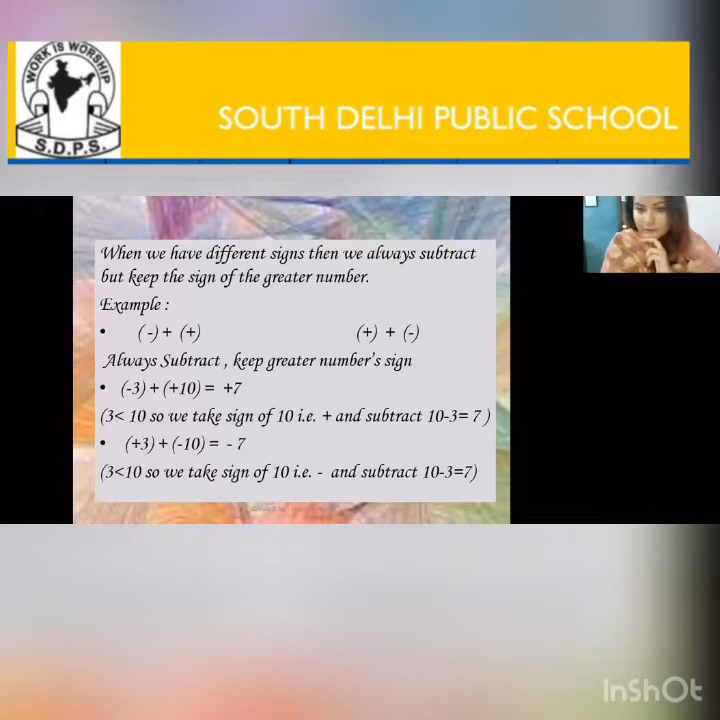 WORK IS WORSHIP
S.D.P.S.
SOUTH DELHI PUBLIC SCHOOL
When we have different signs then we always subtract
but keep the sign of the greater number.
Example :
• ( -) + (+) (+) + (-)
Always Subtract , keep greater number's sign
• (-3) + (+10) = +7
(3< 10 so we take sign of 10 i.e. + and subtract 10-3= 7 )
• (+3) + (-10) = - 7
(3<10 so we take sign of 10 i.e. - and subtract 10-3=7)
InShOt